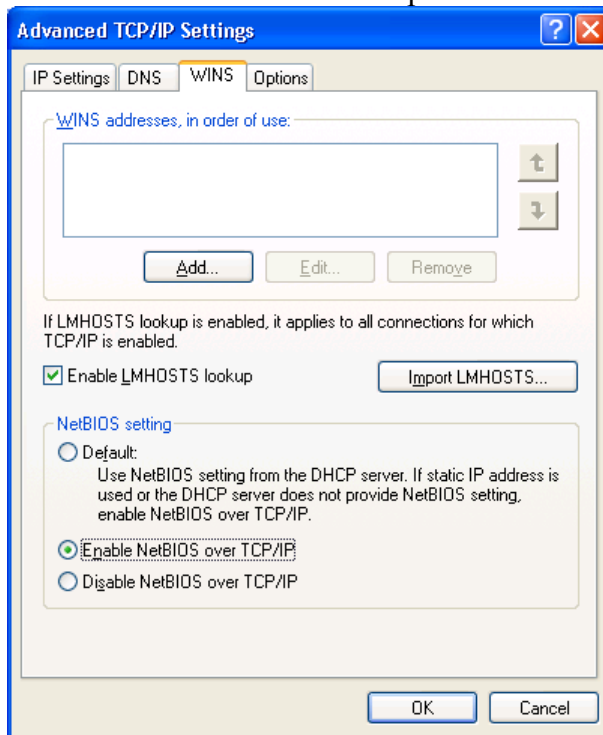 Advanced TCP/IP Settings
IP Settings DNS WINS Options
WINS addresses, in order of use:
Add... Edit... Remove
If LMHOSTS lookup is enabled, it applies to all connections for which
TCP/IP is enabled.
Enable LMHOSTS lookup Import LMHOSTS...
NetBIOS setting
Default:
Use NetBIOS setting from the DHCP server. If static IP address is
used or the DHCP server does not provide NetBIOS setting,
enable NetBIOS over TCP/IP.
Enable NetBIOS over TCP/IP
Disable NetBIOS over TCP/IP
OK Cancel